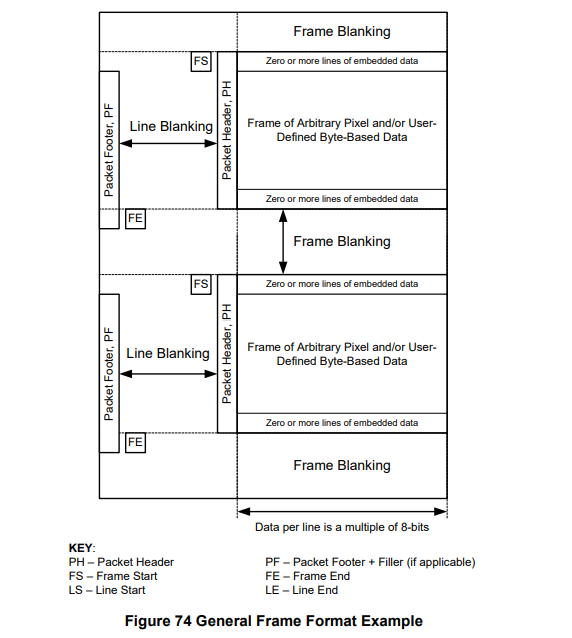 Frame Blanking
FS
Zero or more lines of embedded data
Packet Footer, PF
Line Blanking
Packet Header, PH
Frame of Arbitrary Pixel and/or User-
Defined Byte-Based Data
Zero or more lines of embedded data
FE
Frame Blanking
FS
Zero or more lines of embedded data
Packet Footer, PF
Line Blanking
Packet Header, PH
Frame of Arbitrary Pixel and/or User-
Defined Byte-Based Data
Zero or more lines of embedded data
FE
Frame Blanking
Data per line is a multiple of 8-bits
KEY:
PH – Packet Header
PF – Packet Footer + Filler (if applicable)
FS – Frame Start
FE – Frame End
LS – Line Start
LE – Line End
Figure 74 General Frame Format Example